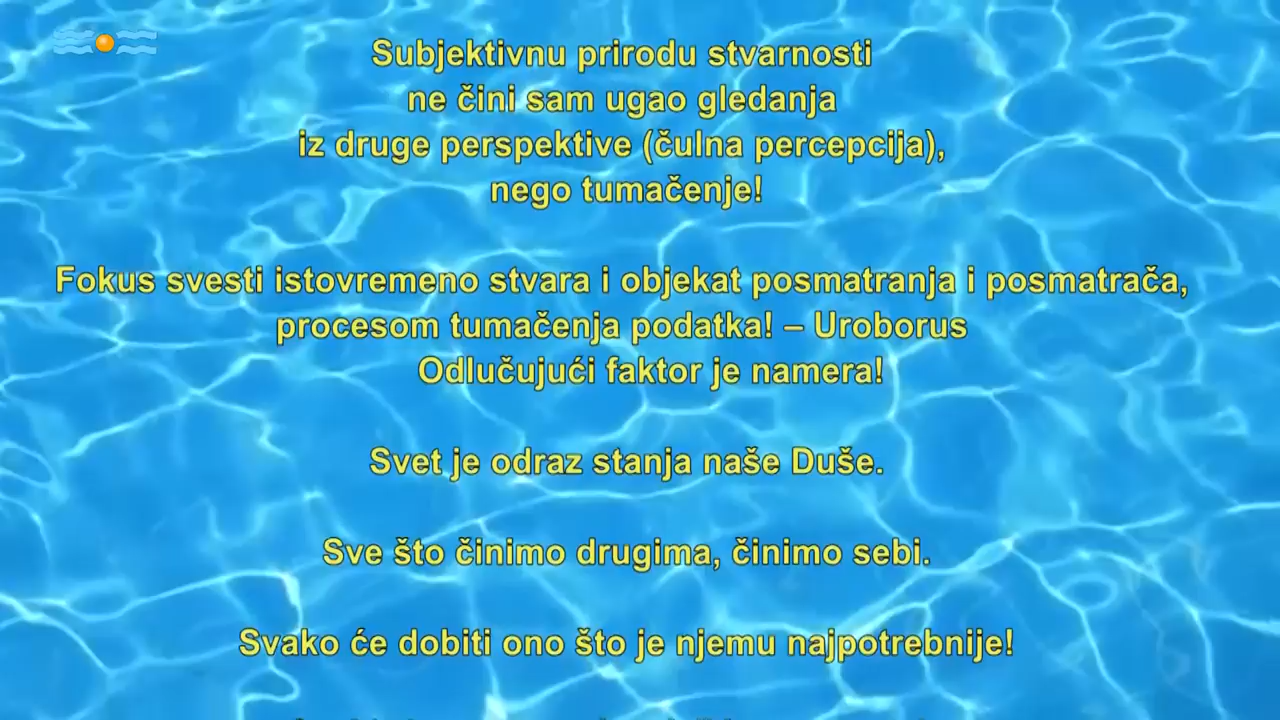 Subjektivnu prirodu stvarnosti
ne čini sam ugao gledanja
iz druge perspektive (čulna percepcija),
nego tumačenje!
Fokus svesti istovremeno stvara i objekat posmatranja i posmatrača,
procesom tumačenja podatka! – Uroborus
Odlučujući faktor je namera!
Svet je odraz stanja naše Duše.
Sve što činimo drugima, činimo sebi.
Svako će dobiti ono što je njemu najpotrebnije!